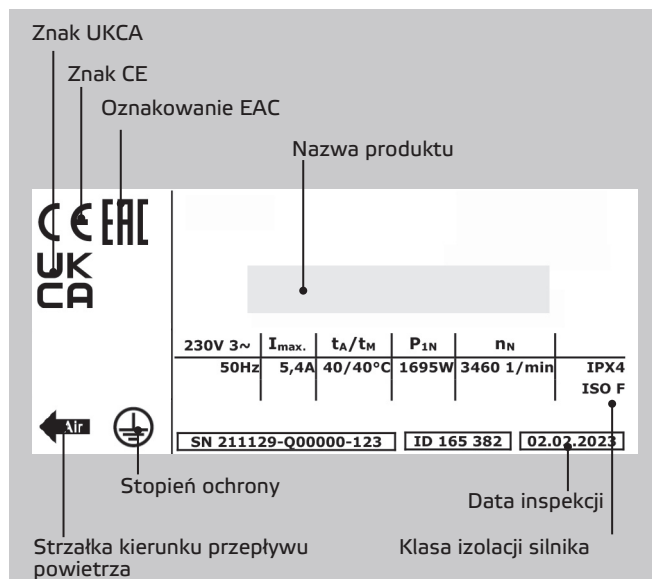 Znak UKCA
Znak CE
Oznakowanie EAC
Nazwa produktu
CE EAC
UK
CA
230V 3~ Imax. tA/tM P1N nN
50Hz 5,4A 40/40°C 1695W 3460 1/min IPX4
ISO F
Air
SN 211129-Q00000-123 ID 165 382 02.02.2023
Stopień ochrony
Data inspekcji
Strzałka kierunku przepływu
powietrza
Klasa izolacji silnika